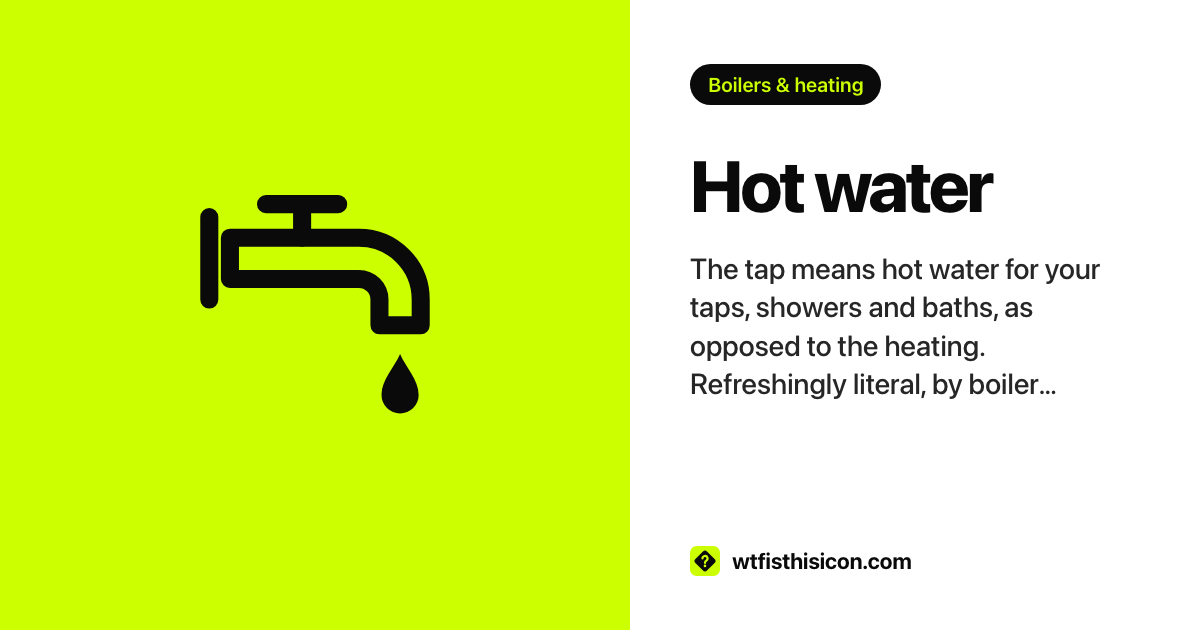 Boilers & heating
Hot water
The tap means hot water for your
taps, showers and baths, as
opposed to the heating.
Refreshingly literal, by boiler...
?
wtfisthisicon.com